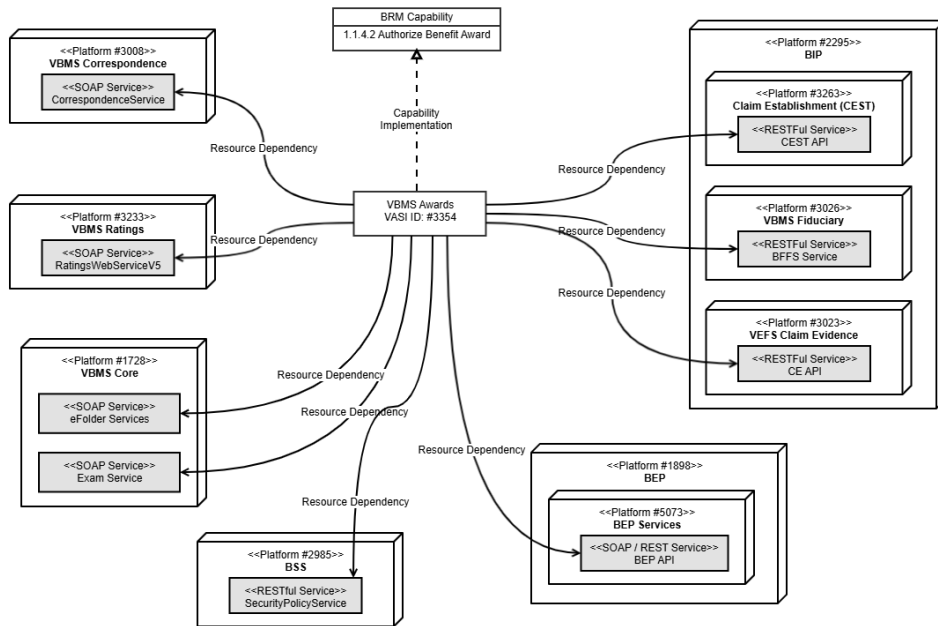 BRM Capability
1.1.4.2 Authorize Benefit Award
Capability
Implementation
<<Platform #3008>>
VBMS Correspondence
<<SOAP Service>>
CorrespondenceService
Resource Dependency
<<Platform #3233>>
VBMS Ratings
<<SOAP Service>>
RatingsWebServiceV5
Resource Dependency
VBMS Awards
VASI ID: #3354
<<Platform #2295>>
BIP
<<Platform #3263>>
Claim Establishment (CEST)
<<RESTFul Service>>
CEST API
Resource Dependency
<<Platform #3026>>
VBMS Fiduciary
<<RESTFul Service>>
BFFS Service
Resource Dependency
<<Platform #3023>>
VEFS Claim Evidence
<<RESTFul Service>>
CE API
Resource Dependency
<<Platform #1728>>
VBMS Core
<<SOAP Service>>
eFolder Services
<<SOAP Service>>
Exam Service
Resource Dependency
Resource Dependency
Resource Dependency
<<Platform #2985>>
BSS
<<RESTful Service>>
SecurityPolicyService
Resource Dependency
<<Platform #1898>>
BEP
<<Platform #5073>>
BEP Services
<<SOAP / REST Service>>
BEP API